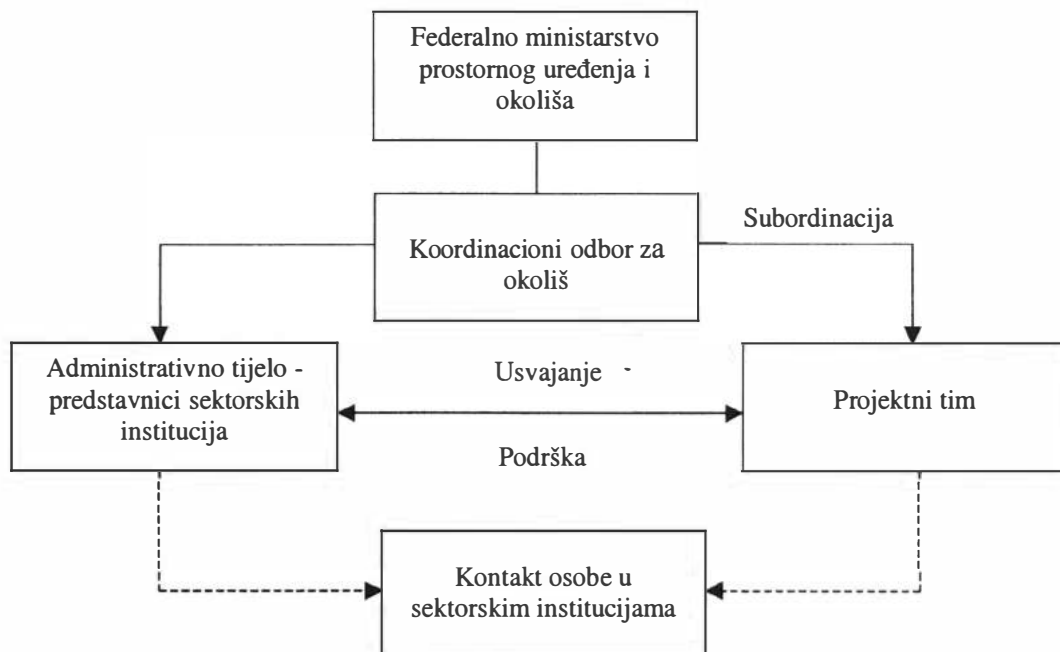 Federalno ministarstvo
prostornog uređenja i
okoliša
Subordinacija
Koordinacioni odbor za
okoliš
Administrativno tijelo -
predstavnici sektorskih
institucija
Usvajanje
Podrška
Projektni tim
Kontakt osobe u
sektorskim institucijama